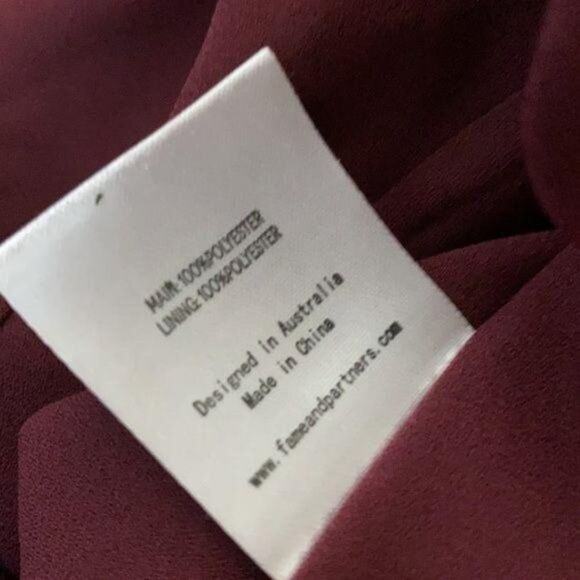 MAIN:100%POLYESTER
LINING:100%POLYESTER
Designed in Australia
Made in China
www.fameandpartners.com